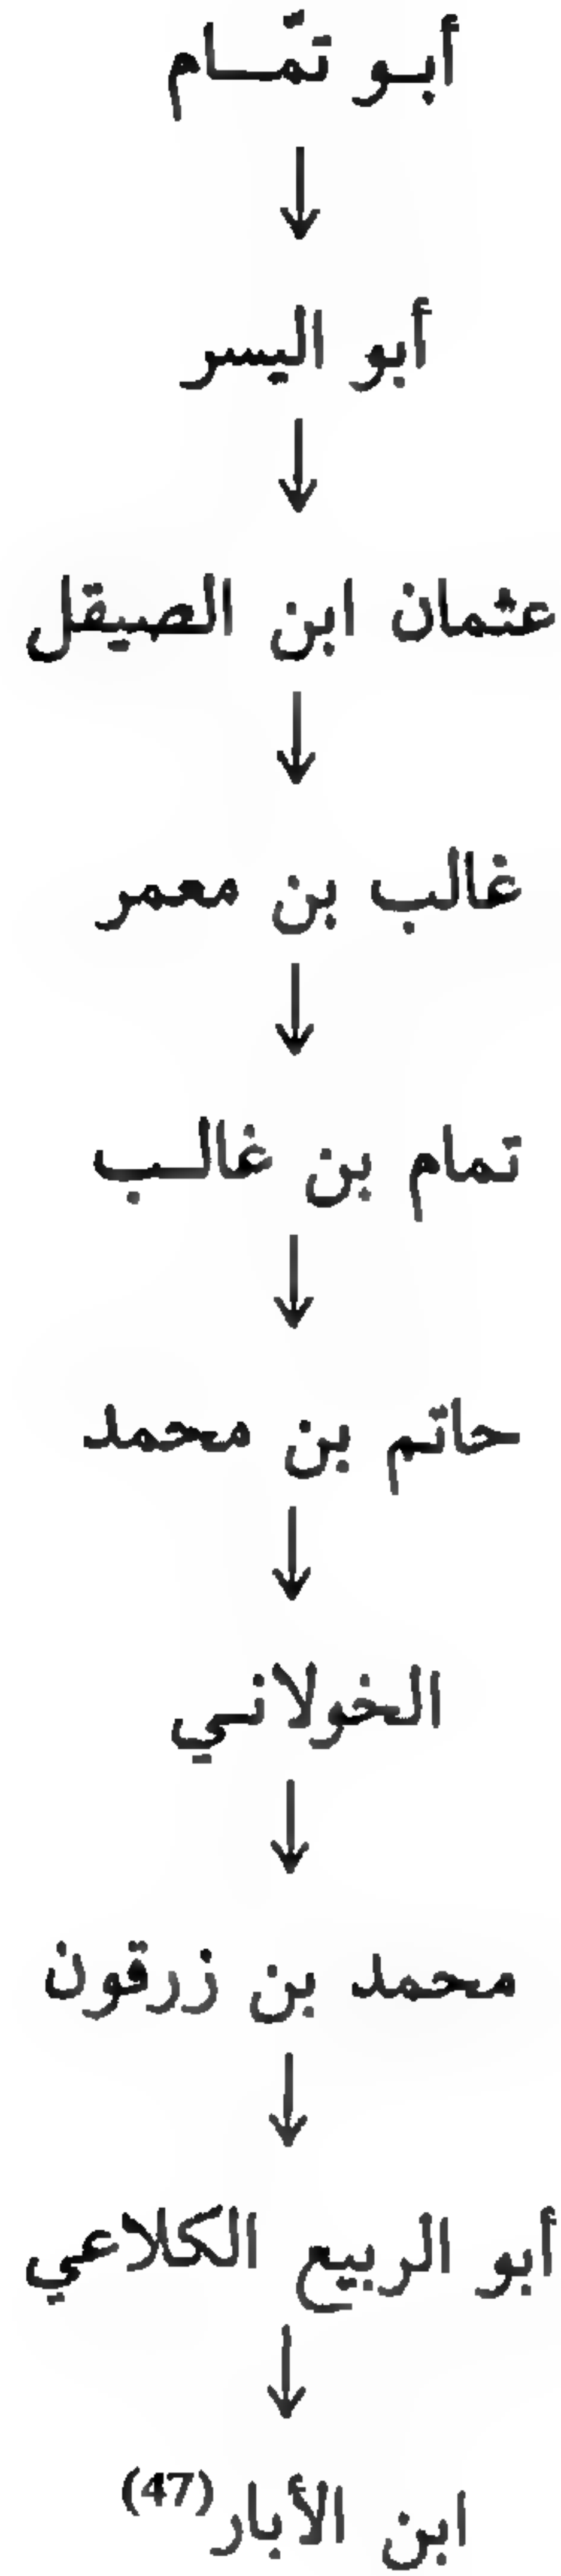 أبو تمّام
أبو اليسر
عثمان ابن الصيقل
غالب بن معمر
تمام بن غالب
حاتم بن محمد
الخولاني
محمد بن زرقون
أبو الربيع الكلاعي
ابن الأبار(47)